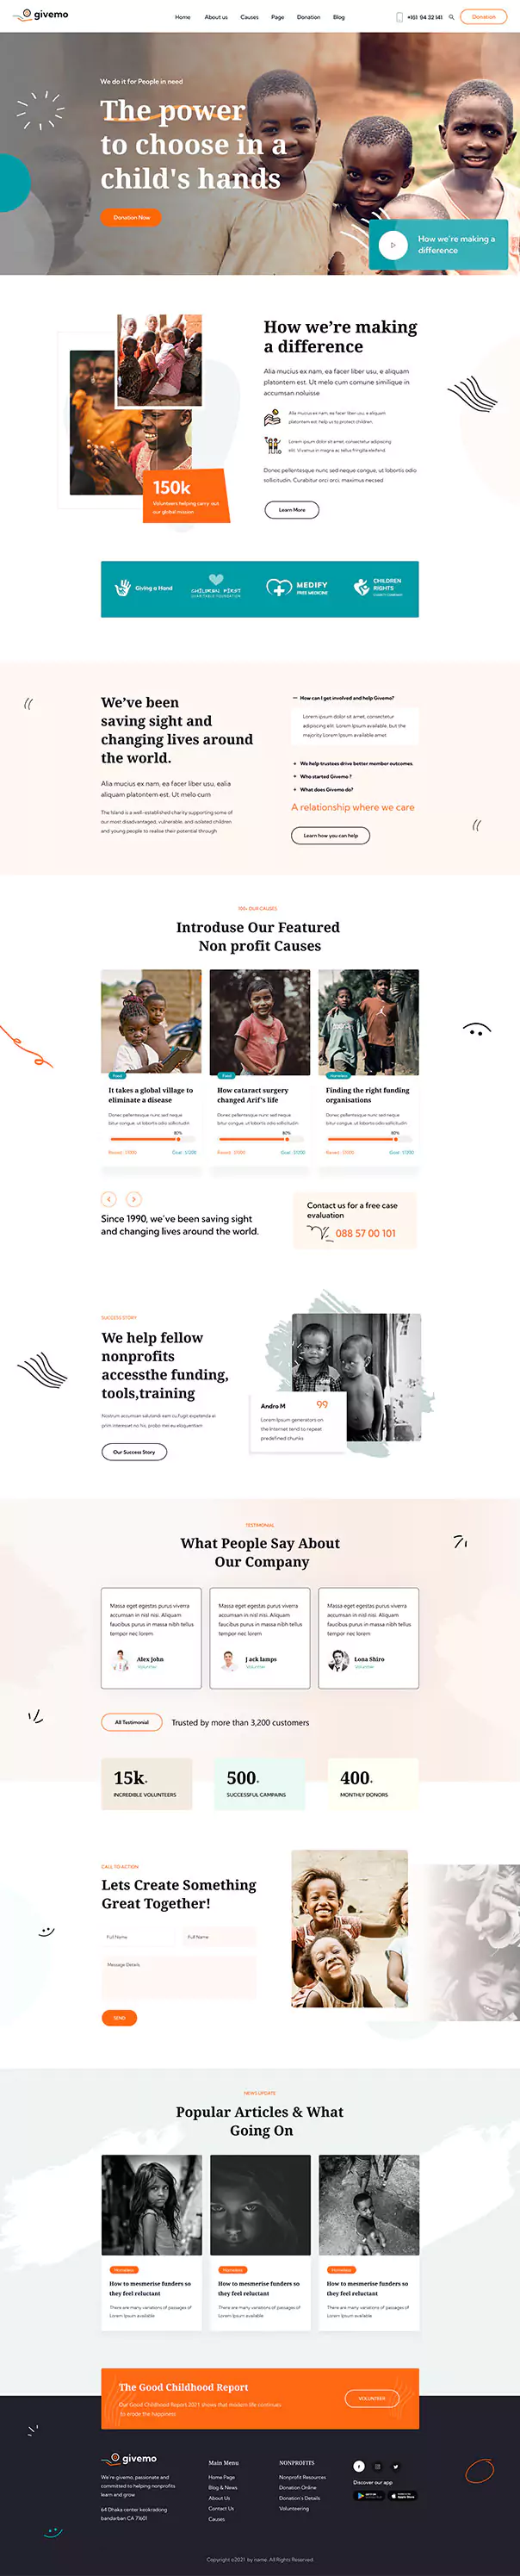 givemo
Home About us Causes Page Donation Blog
+(61) 94 32 141
Donation
We do it for People in need
The power
to choose in a
child's hands
Donation Now
How we're making a
difference
How we're making
a difference
Alia mucius ex nam, ea facer liber usu, e aliquam
platontem est. Ut melo cum comune similique in
accumsan noluisse
Alia mucius ex nam, ea facer liber usu, e aliquam
platontem est. help us to protect children.
Lorem ipsum dolor sit amet, consectetur adipiscing
elit. Vivamus in magna ac tellus fringilla eleifend
Donec pellentesque nunc sed neque congue, ut lobortis odio
sollicitudin. Curabitur orci orci, maximus necsed
Learn More
150k
Volunteers helping carry out
our global mission
Giving a Hand
CHILDREN FIRST
CHARITABLE FOUNDATION
MEDIFY
FREE MEDICINE
CHILDREN
RIGHTS
CHARITY COMPANY
We've been
saving sight and
changing lives around
the world.
Alia mucius ex nam, ea facer liber usu, ealia
aliquam platontem est. Ut melo cum
The Island is a well-established charity supporting some of
our most disadvantaged, vulnerable, and isolated children
and young people to realise their potential through
How can I get involved and help Givemo?
Lorem ipsum dolor sit amet, consectetur
adipiscing elit. Lorem Ipsum available, but the
majority Lorem Ipsum available amet
+ We help trustees drive better member outcomes.
+ Who started Givemo ?
+ What does Givemo do?
A relationship where we care
Learn how you can help
100+ OUR CAUSES
Introduse Our Featured
Non profit Causes
Food
It takes a global village to
eliminate a disease
Donec pellentesque nunc sed neque
bitur congue, ut lobortis odio sollicitudin
80%
Food
How cataract surgery
changed Arif's life
Donec pellentesque nunc sed neque
bitur congue, ut lobortis odio sollicitudin
80%
Homeless
Finding the right funding
organisations
Donec pellentesque nunc sed neque
bitur congue, ut lobortis odio sollicitudin
80%
Since 1990, we've been saving sight
and changing lives around the world.
Contact us for a free case
evaluation
088 57 00 101
SUCCESS STORY
We help fellow
nonprofits
accessthe funding,
tools,training
Nostrum accumsan salutandi eam cu fugit expetenda ei
prim interesset no his, probo mei eu eloquentiam
Our Success Story
Andro M 99
Lorem Ipsum generators on
the Internet tend to repeat
predefined chunks
TESTIMONIAL
What People Say About
Our Company
Massa eget egestas purus viverra
accumsan in nisl nisi. Aliquam
faucibus purus in massa nibh tellus
tempor nec lorem
Alex John
Volunteer
Massa eget egestas purus viverra
accumsan in nisl nisi. Aliquam
faucibus purus in massa nibh tellus
tempor nec lorem
J ack lamps
Volunteer
Massa eget egestas purus viverra
accumsan in nisl nisi. Aliquam
faucibus purus in massa nibh tellus
tempor nec lorem
Lona Shiro
Volunteer
All Testimonial
Trusted by more than 3,200 customers
15k+
INCREDIBLE VOLUNTEERS
500+
SUCCESSFUL CAMPAINS
400+
MONTHLY DONORS
CALL TO ACTION
Lets Create Something
Great Together!
Full Name
Full Name
Message Details
SEND
NEWS UPDATE
Popular Articles & What
Going On
Homeless
How to mesmerise funders so
they feel reluctant
There are many variations of passages of
Lorem Ipsum available
Homeless
How to mesmerise funders so
they feel reluctant
There are many variations of passages of
Lorem Ipsum available
Homeless
How to mesmerise funders so
they feel reluctant
There are many variations of passages of
Lorem Ipsum available
The Good Childhood Report
Our Good Childhood Report 2021 shows that modern life continues
to erode the happiness
VOLUNTEER
givemo
We're givemo, passionate and
committed to helping nonprofits
learn and grow
64 Dhaka center keokradong
bandarban CA 71601
Main Menu
Home Page
Blog & News
About Us
Contact Us
Causes
NONPROFITS
Nonprofit Resources
Donation Online
Donation's Details
Volunteering
Discover our app
Copyright ©2021 by name. All Rights Reserved.